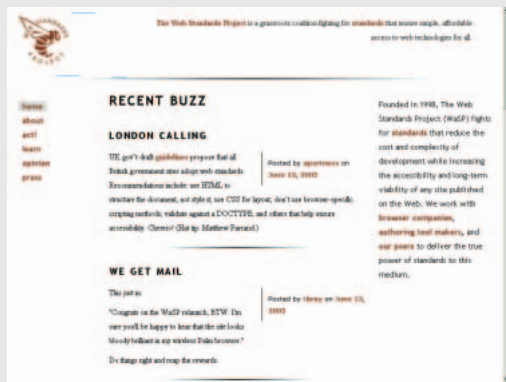 The Web Standards Project is a grassroots coalition fighting for standards that ensure simple, affordable
access to web technologies for all.
home
about
act!
learn
opinion
press
RECENT BUZZ
LONDON CALLING
UK gov't draft guidelines propose that all
British government sites adopt web standards.
Recommendations include: use HTML to
structure the document, not style it; use CSS for layout; don't use browser-specific
scripting methods; validate against a DOCTYPE; and others that help ensure
accessibility. Cheerio! (Hat tip: Matthew Farrand.)
Posted by apartness on
June 13, 2002
WE GET MAIL
This just in:
"Congrats on the WaSP relaunch, BTW. I'm
sure you'll be happy to hear that the site looks
bloody brilliant in my wireless Palm browser."
Do things right and reap the rewards.
Posted by on June 13,
2002
Founded in 1998, The Web
Standards Project (WaSP) fights
for standards that reduce the
cost and complexity of
development while increasing
the accessibility and long-term
viability of any site published
on the Web. We work with
browser companies,
authoring tool makers, and
our peers to deliver the true
power of standards to this
medium.